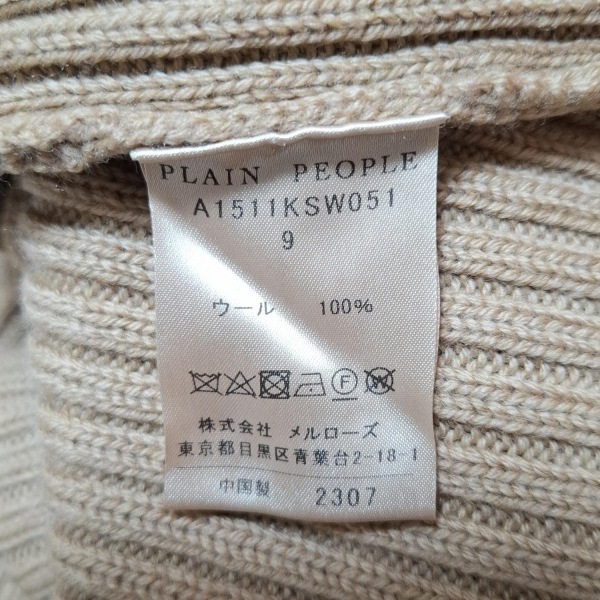 PLAIN PEOPLE
A1511KSW051
9
ウール 100%
F W
株式会社 メルローズ
東京都目黒区青葉台2-18-1
中国製 2307